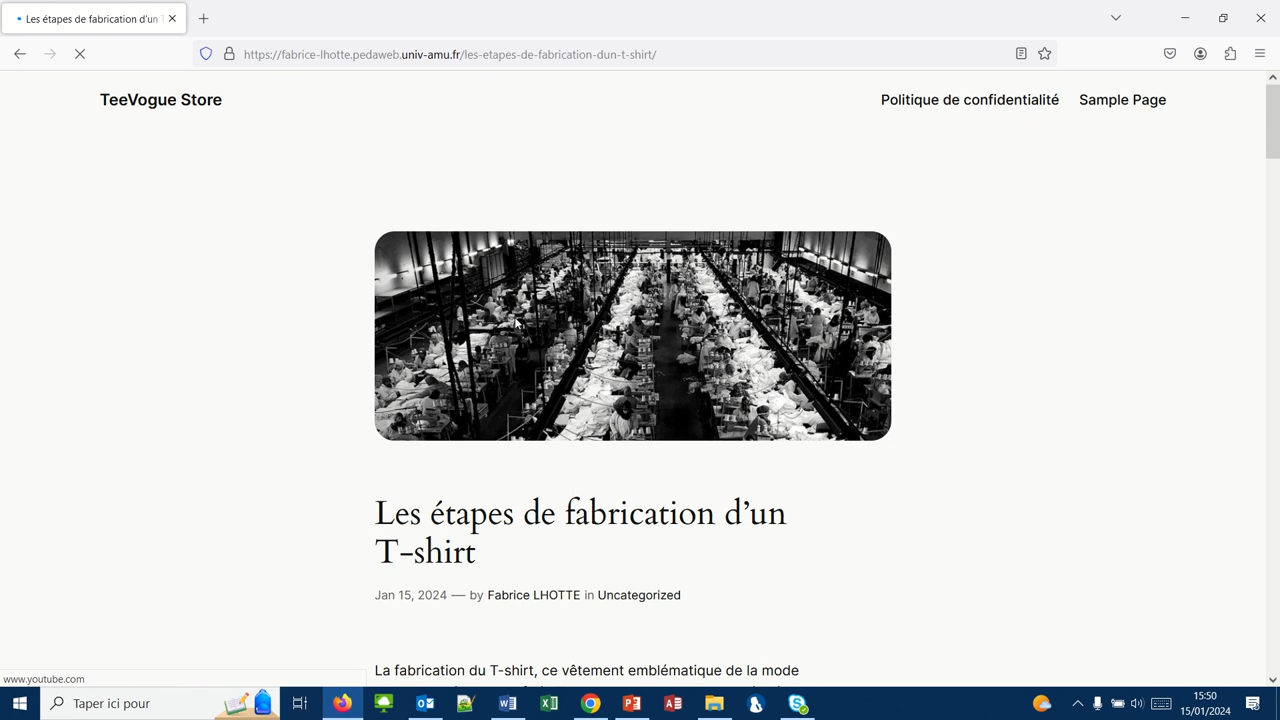 Les étapes de fabrication d'un T
https://fabrice-lhotte.pedaweb.univ-amu.fr/les-etapes-de-fabrication-dun-t-shirt/
TeeVogue Store
Politique de confidentialité
Sample Page
Les étapes de fabrication d’un
T-shirt
Jan 15, 2024 — by Fabrice LHOTTE in Uncategorized
La fabrication du T-shirt, ce vêtement emblématique de la mode
www.youtube.com
Taper ici pour
15:50
15/01/2024